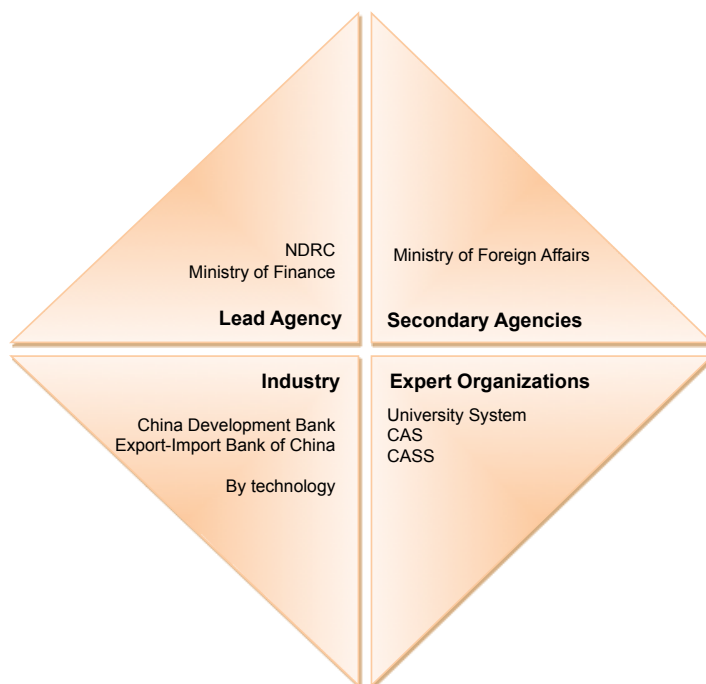 NDRC
Ministry of Finance
Lead Agency
Ministry of Foreign Affairs
Secondary Agencies
Industry
China Development Bank
Export-Import Bank of China
By technology
Expert Organizations
University System
CAS
CASS